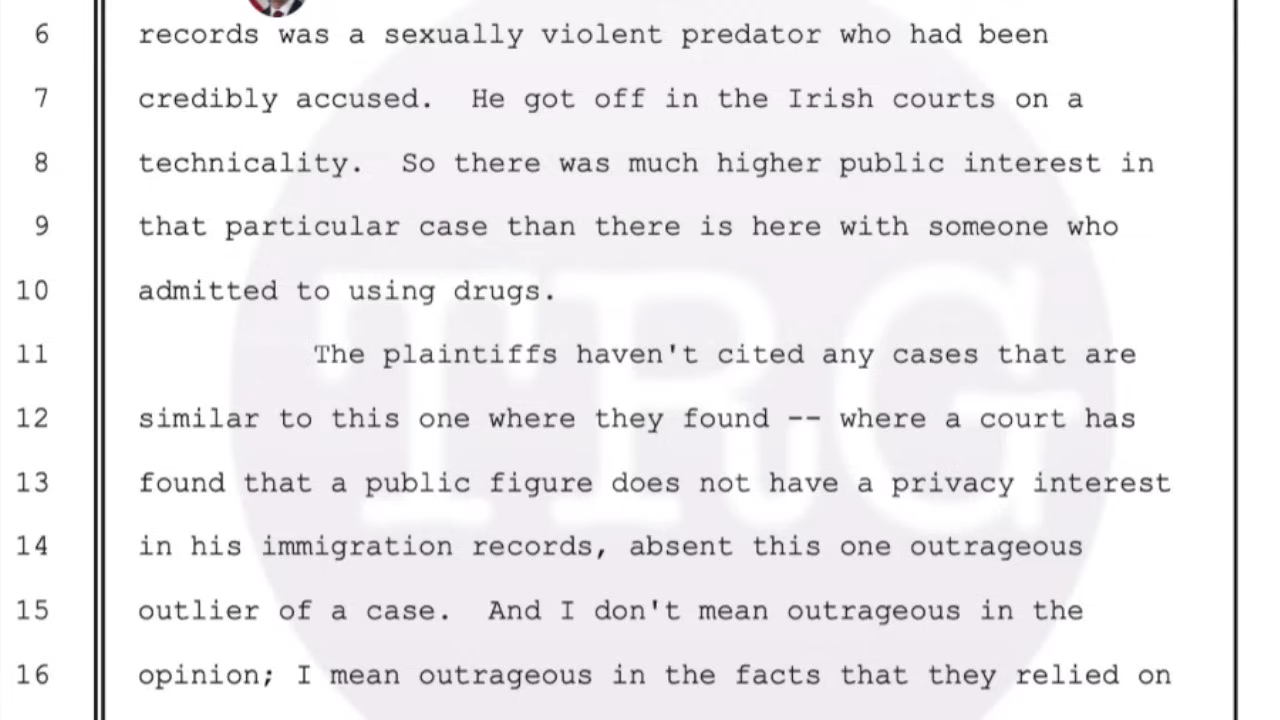 6 records was a sexually violent predator who had been
7 credibly accused.  He got off in the Irish courts on a
8 technicality.  So there was much higher public interest in
9 that particular case than there is here with someone who
10 admitted to using drugs.
11 The plaintiffs haven't cited any cases that are
12 similar to this one where they found -- where a court has
13 found that a public figure does not have a privacy interest
14 in his immigration records, absent this one outrageous
15 outlier of a case.  And I don't mean outrageous in the
16 opinion; I mean outrageous in the facts that they relied on
TRG